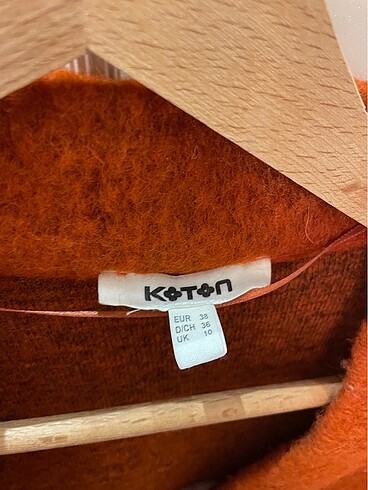 KOTON
EUR 38
D/CH 36
UK 10